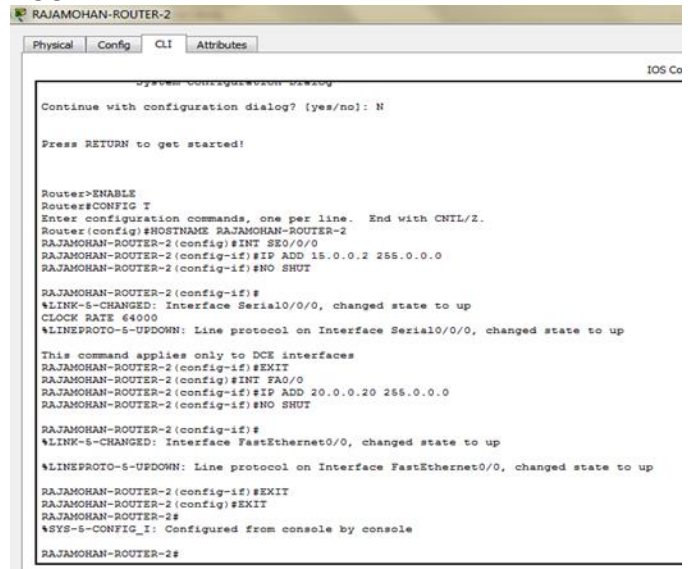 RAJAMOHAN-ROUTER-2
Physical Config CLI Attributes
IOS Co
System Configuration Dialog
Continue with configuration dialog? [yes/no]: N
Press RETURN to get started!
Router>ENABLE
Router#CONFIG T
Enter configuration commands, one per line. End with CNTL/Z.
Router(config)#HOSTNAME RAJAMOHAN-ROUTER-2
RAJAMOHAN-ROUTER-2(config)#INT SE0/0/0
RAJAMOHAN-ROUTER-2(config-if)#IP ADD 15.0.0.2 255.0.0.0
RAJAMOHAN-ROUTER-2(config-if)#NO SHUT
RAJAMOHAN-ROUTER-2(config-if)#
%LINK-5-CHANGED: Interface Serial0/0/0, changed state to up
CLOCK RATE 64000
%LINEPROTO-5-UPDOWN: Line protocol on Interface Serial0/0/0, changed state to up
This command applies only to DCE interfaces
RAJAMOHAN-ROUTER-2(config-if)#EXIT
RAJAMOHAN-ROUTER-2(config)#INT FA0/0
RAJAMOHAN-ROUTER-2(config-if)#IP ADD 20.0.0.20 255.0.0.0
RAJAMOHAN-ROUTER-2(config-if)#NO SHUT
RAJAMOHAN-ROUTER-2(config-if)#
%LINK-5-CHANGED: Interface FastEthernet0/0, changed state to up
%LINEPROTO-5-UPDOWN: Line protocol on Interface FastEthernet0/0, changed state to up
RAJAMOHAN-ROUTER-2(config-if)#EXIT
RAJAMOHAN-ROUTER-2(config)#EXIT
RAJAMOHAN-ROUTER-2#
%SYS-5-CONFIG_I: Configured from console by console
RAJAMOHAN-ROUTER-2#